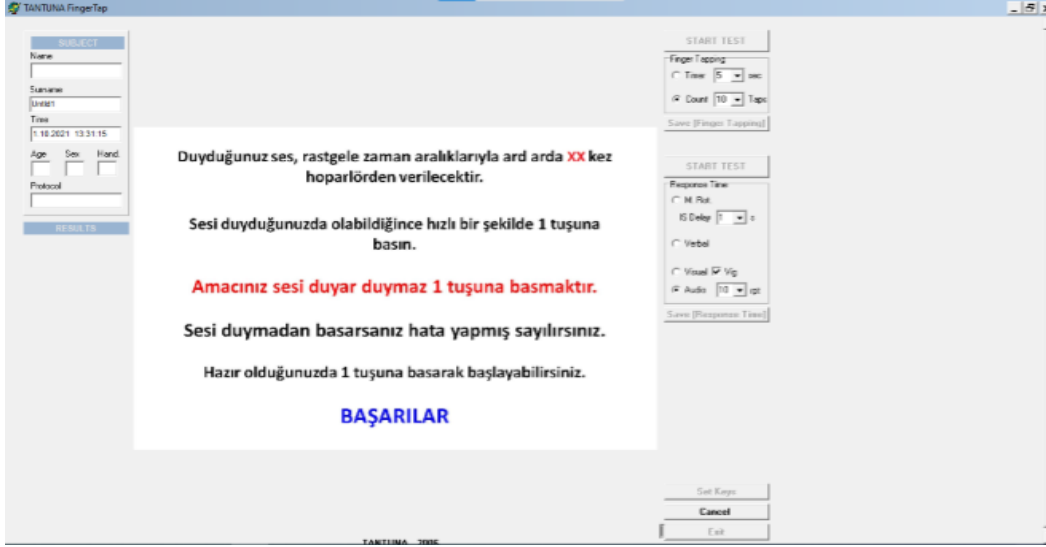 TANTUNA FingerTap
SUBJECT
Name
Surname
Untitl1
Time
1.10.2021 13:31:15
Age Sex Hand.
Protocol
RESULTS
Duyduğunuz ses, rastgele zaman aralıklarıyla ard arda XX kez
hoparlörden verilecektir.
Sesi duyduğunuzda olabildiğince hızlı bir şekilde 1 tuşuna
basın.
Amacınız sesi duyar duymaz 1 tuşuna basmaktır.
Sesi duymadan basarsanız hata yapmış sayılırsınız.
Hazır olduğunuzda 1 tuşuna basarak başlayabilirsiniz.
BAŞARILAR
START TEST
Finger Tapping
Timer 5 sec
Count 10 Taps
Save [Finger Tapping]
START TEST
Response Time
M. Rot.
IS Delay 1 s
Verbal
Visual Vig
Audio 10 rpt
Save [Response Time]
Set Keys
Cancel
Exit
TANTUNA 2005